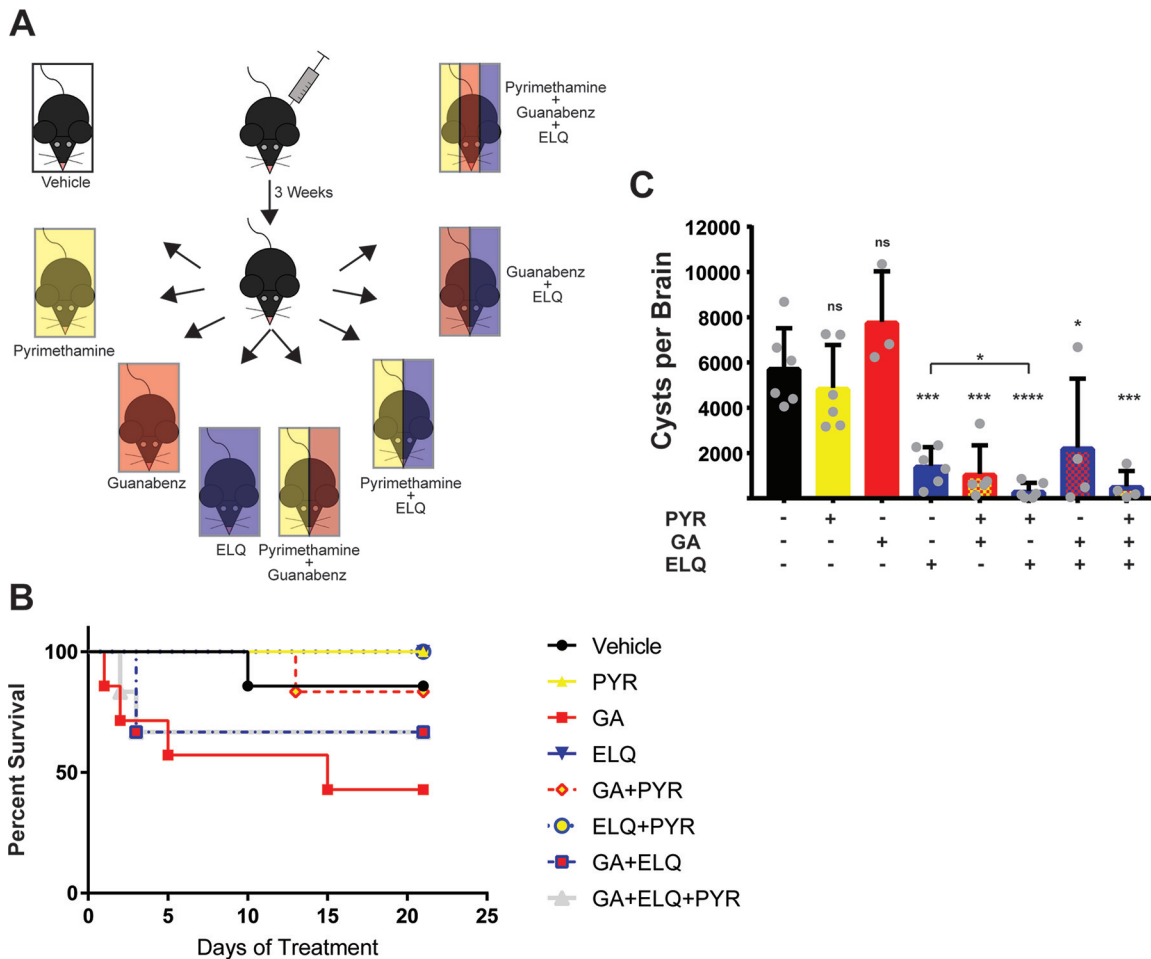 A
Vehicle
3 Weeks
Pyrimethamine
+
Guanabenz
+
ELQ
Pyrimethamine
Guanabenz
+
ELQ
Guanabenz
ELQ
Pyrimethamine
+
Guanabenz
Pyrimethamine
+
ELQ
B
Percent Survival
100
50
0
0 5 10 15 20 25
Days of Treatment
Vehicle
PYR
GA
ELQ
GA+PYR
ELQ+PYR
GA+ELQ
GA+ELQ+PYR
C
Cysts per Brain
12000
10000
8000
6000
4000
2000
ns
ns
***
***
*
****
*
***
PYR - + - - + + - +
GA - - + - + - + +
ELQ - - - + - + + +